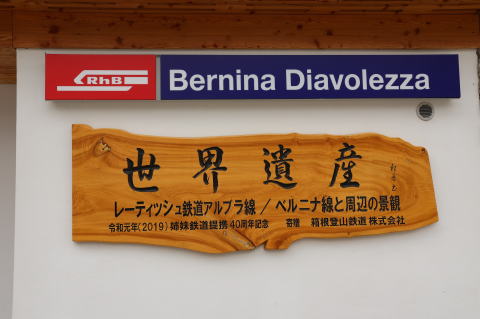 RhB
Bernina Diavolezza
世界遺産
レーティッシュ鉄道アルブラ線／ベルニナ線と周辺の景観
令和元年(2019)姉妹鉄道提携40周年記念 寄贈 箱根登山鉄道株式会社